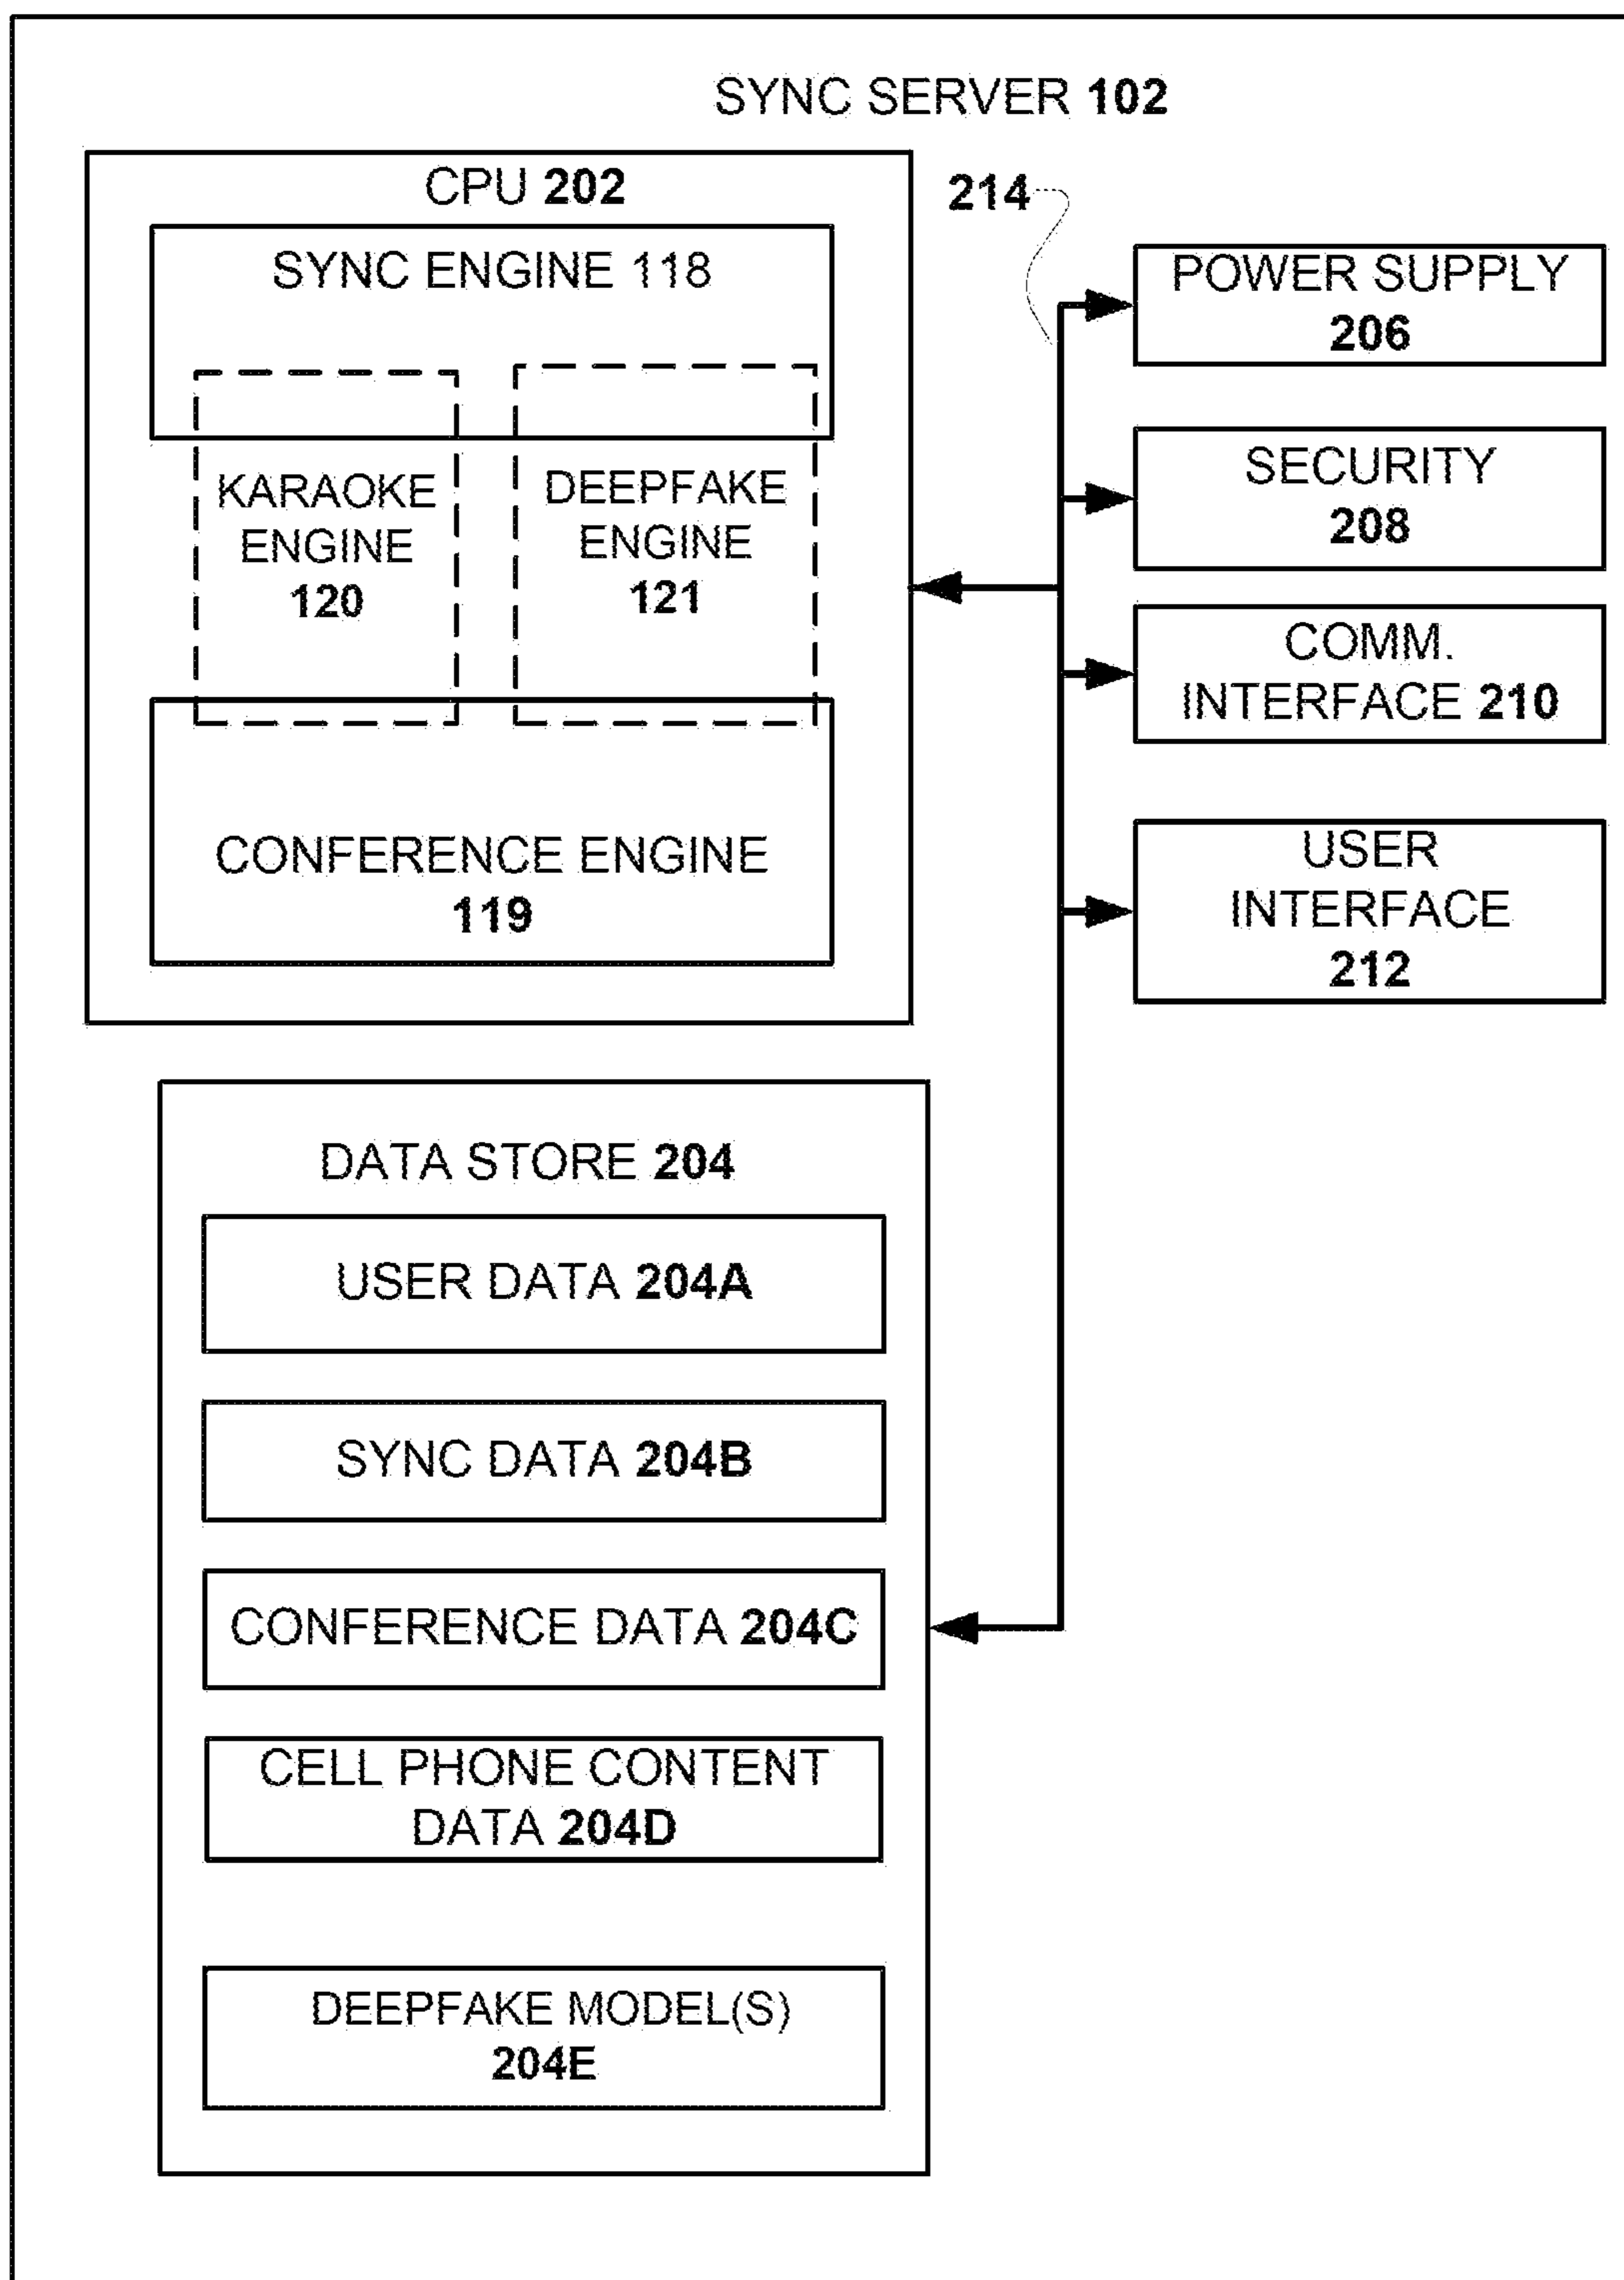 SYNC SERVER 102
CPU 202
SYNC ENGINE 118
KARAOKE
ENGINE
120
DEEPFAKE
ENGINE
121
CONFERENCE ENGINE
119
214
POWER SUPPLY
206
SECURITY
208
COMM.
INTERFACE 210
USER
INTERFACE
212
DATA STORE 204
USER DATA 204A
SYNC DATA 204B
CONFERENCE DATA 204C
CELL PHONE CONTENT
DATA 204D
DEEPFAKE MODEL(S)
204E